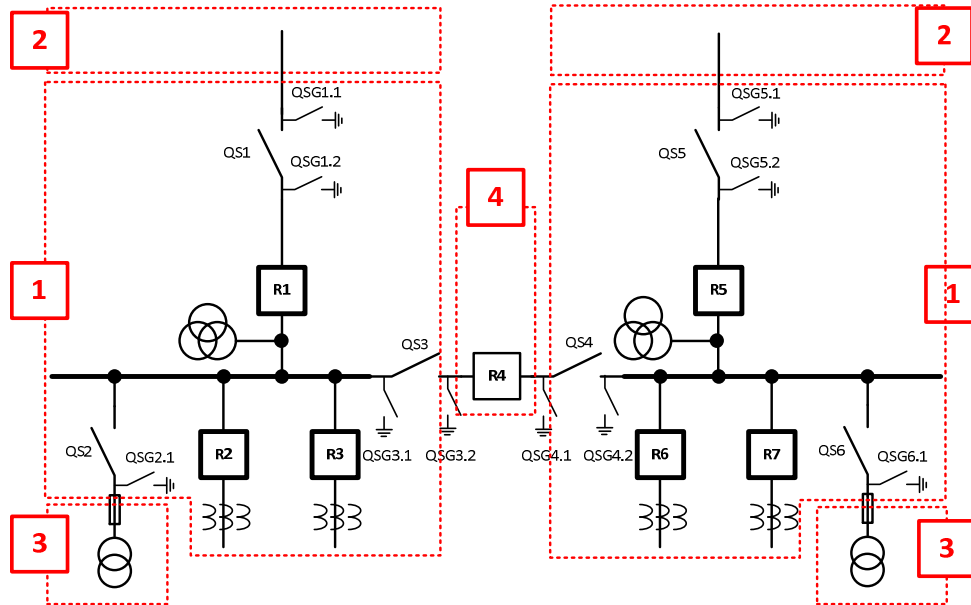 2
2
QSG1.1
QSG5.1
QS1
QSG1.2
QS5
QSG5.2
4
1
R1
R5
1
QS3
QS4
R4
QS2
QSG2.1
R2
R3
QSG3.1
QSG3.2
QSG4.1
QSG4.2
R6
R7
QS6
QSG6.1
3
3